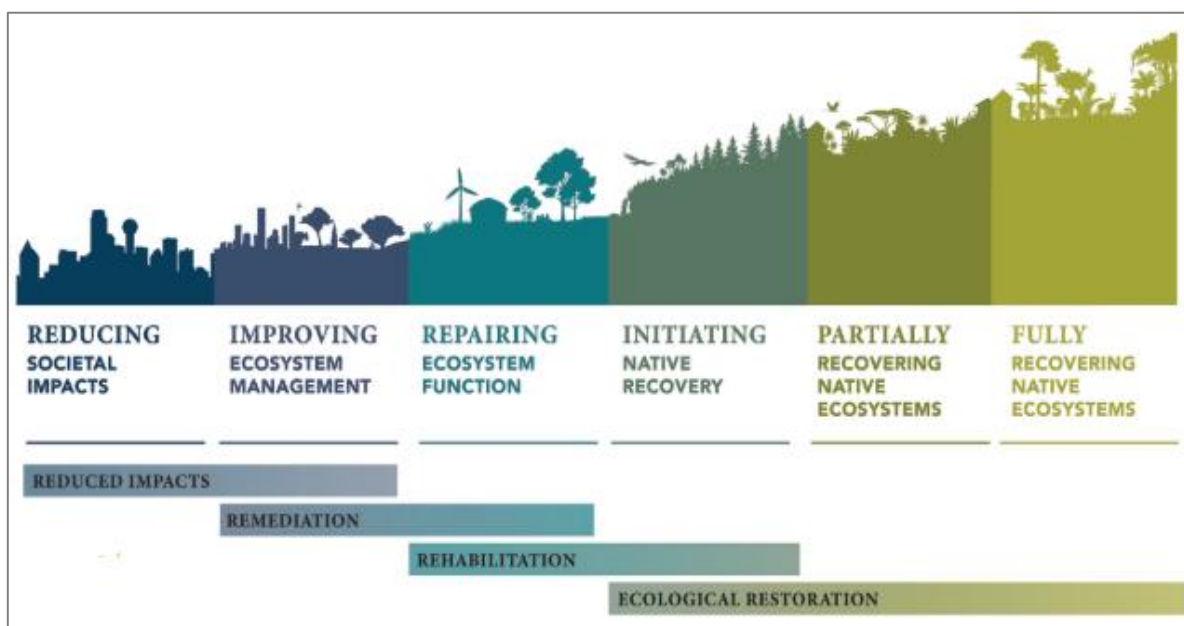 REDUCING
SOCIETAL
IMPACTS
IMPROVING
ECOSYSTEM
MANAGEMENT
REPAIRING
ECOSYSTEM
FUNCTION
INITIATING
NATIVE
RECOVERY
PARTIALLY
RECOVERING
NATIVE
ECOSYSTEMS
FULLY
RECOVERING
NATIVE
ECOSYSTEMS
REDUCED IMPACTS
REMEDIATION
REHABILITATION
ECOLOGICAL RESTORATION